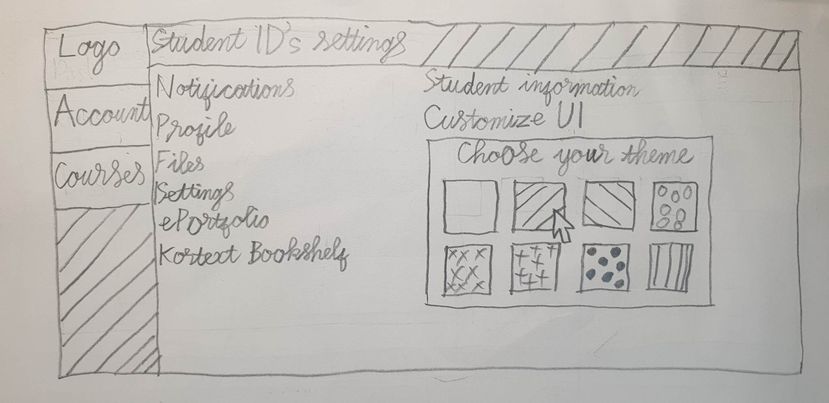 Logo
Student ID's settings
Account
Courses
Notifications
Profile
Files
Settings
ePortfolio
Kortext Bookshelf
Student information
Customize UI
Choose your theme